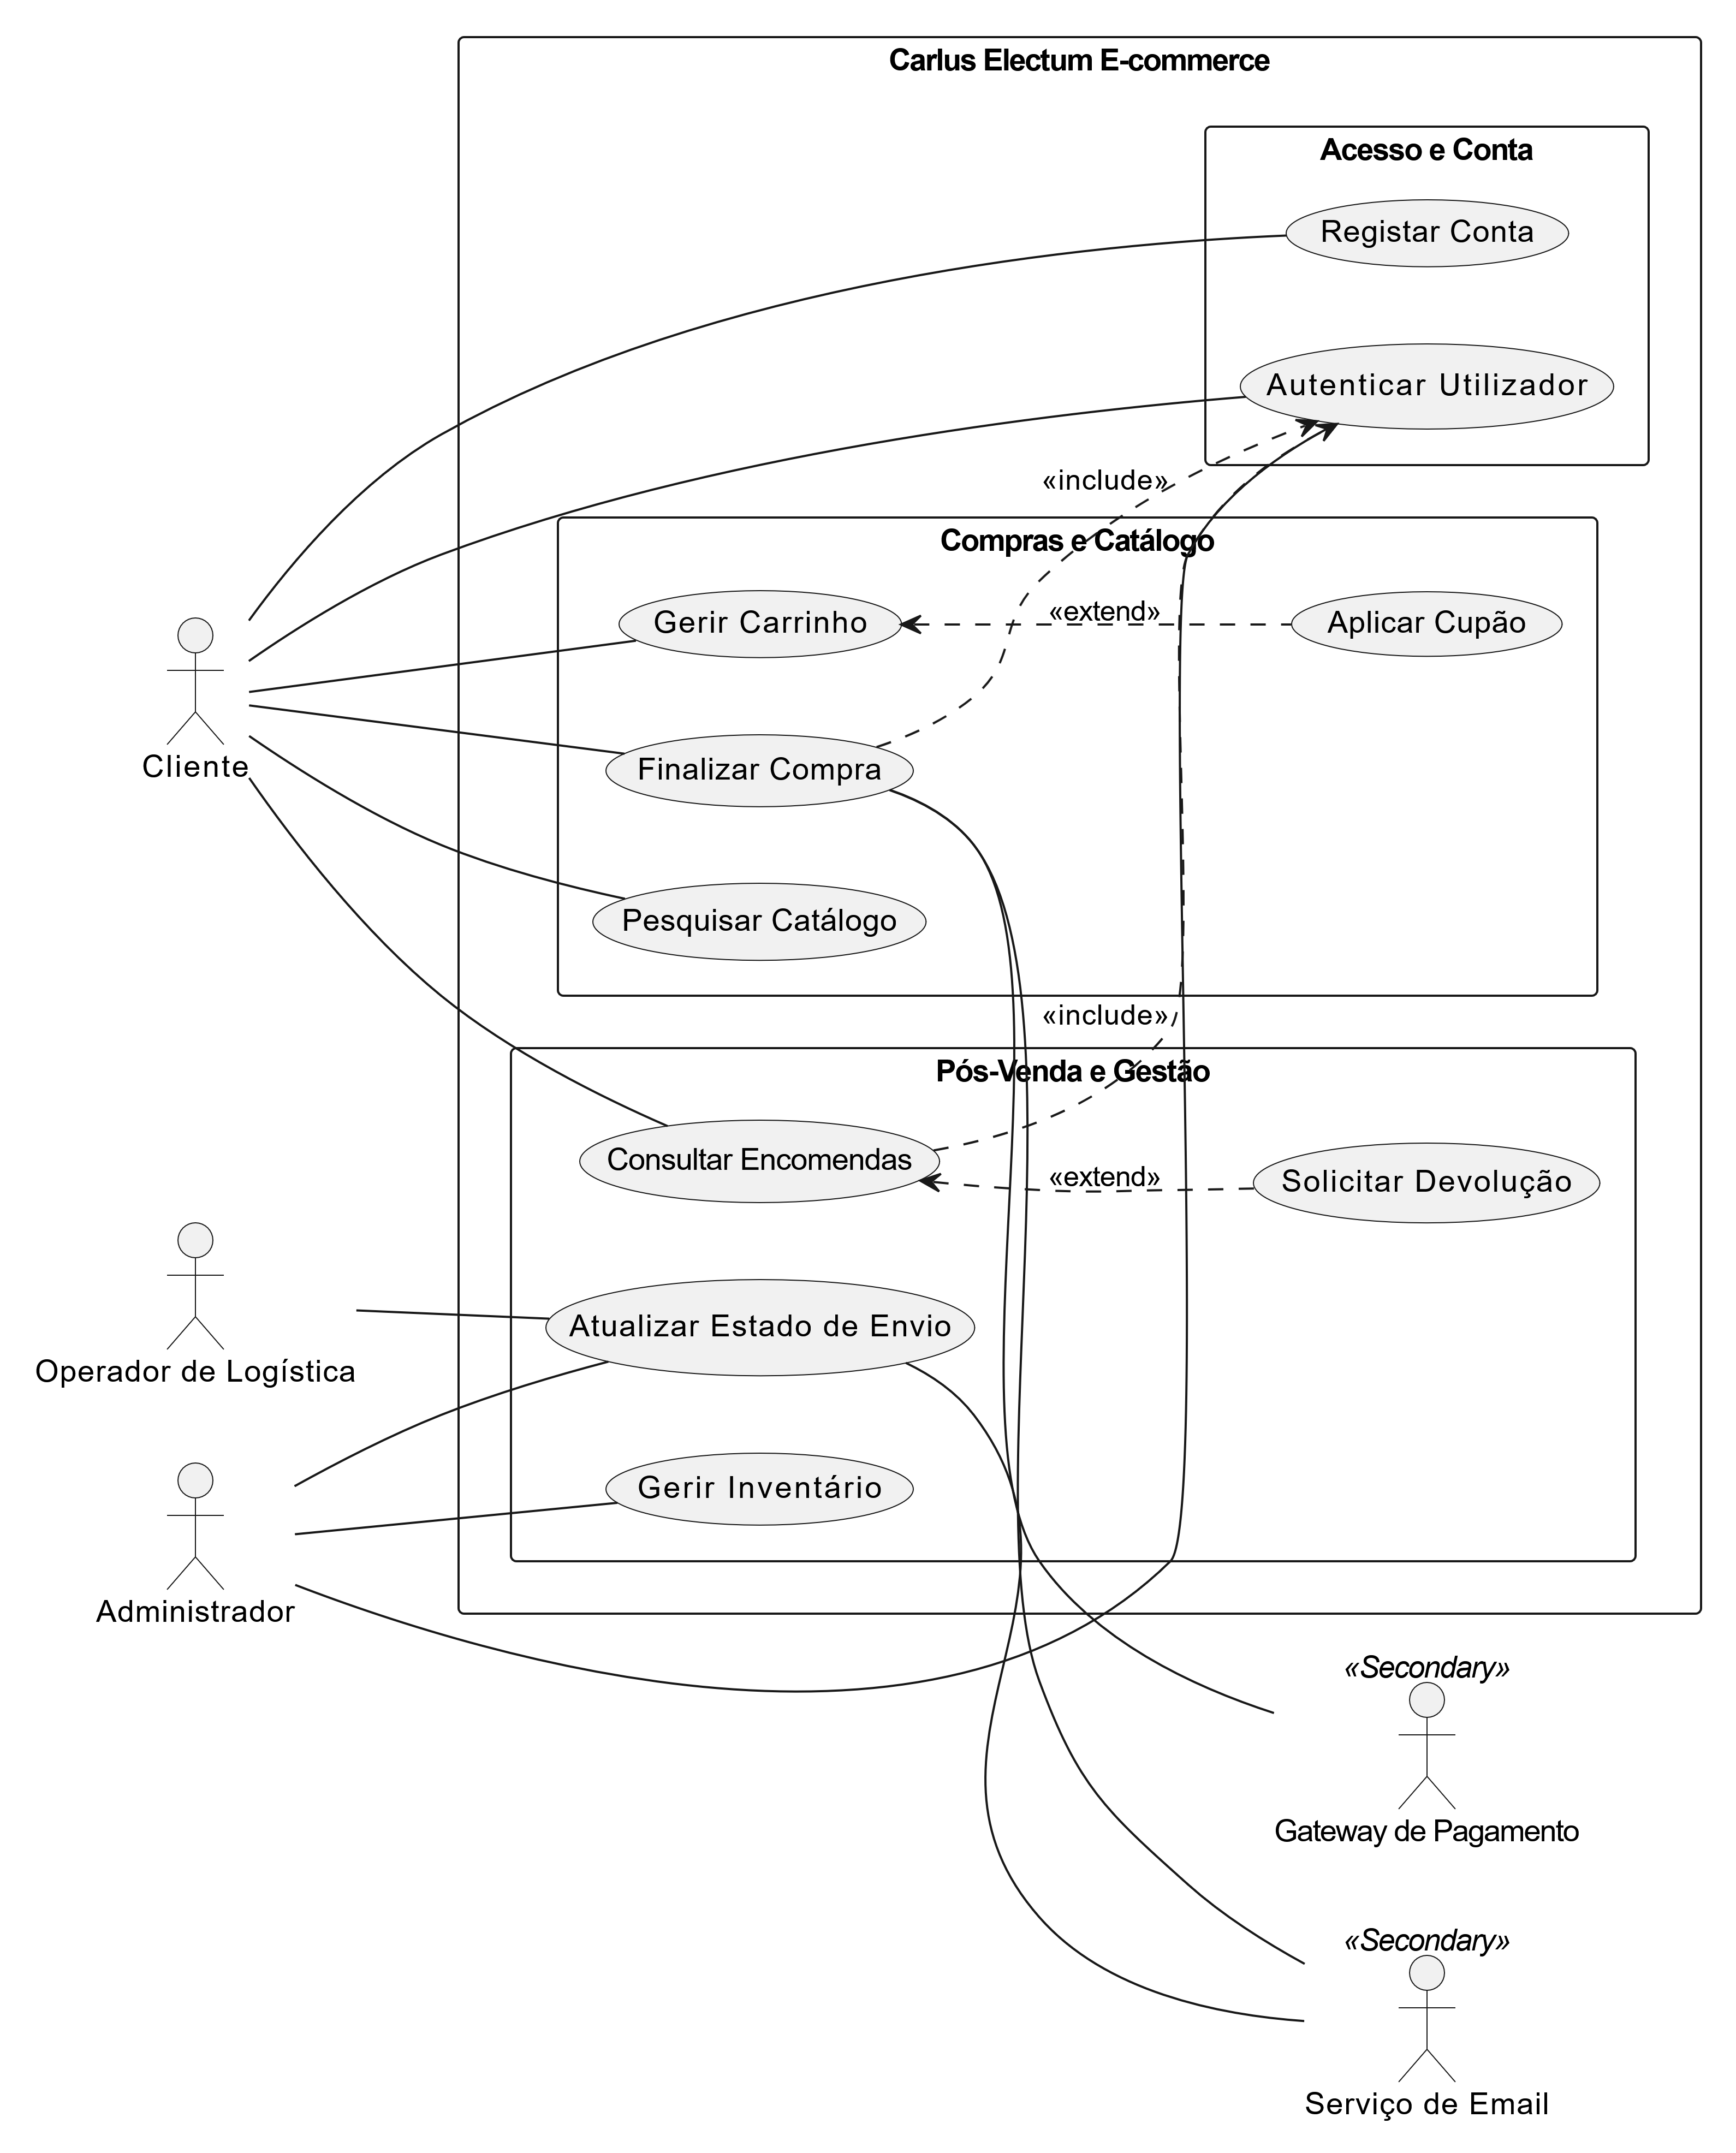 Carlus Electum E-commerce
Acesso e Conta
Registar Conta
Autenticar Utilizador
«include»
Compras e Catálogo
Gerir Carrinho
«extend»
Aplicar Cupão
Cliente
Finalizar Compra
Pesquisar Catálogo
«include»
Pós-Venda e Gestão
Consultar Encomendas
«extend»
Solicitar Devolução
Atualizar Estado de Envio
Operador de Logística
Gerir Inventário
Administrador
«Secondary»
Gateway de Pagamento
«Secondary»
Serviço de Email